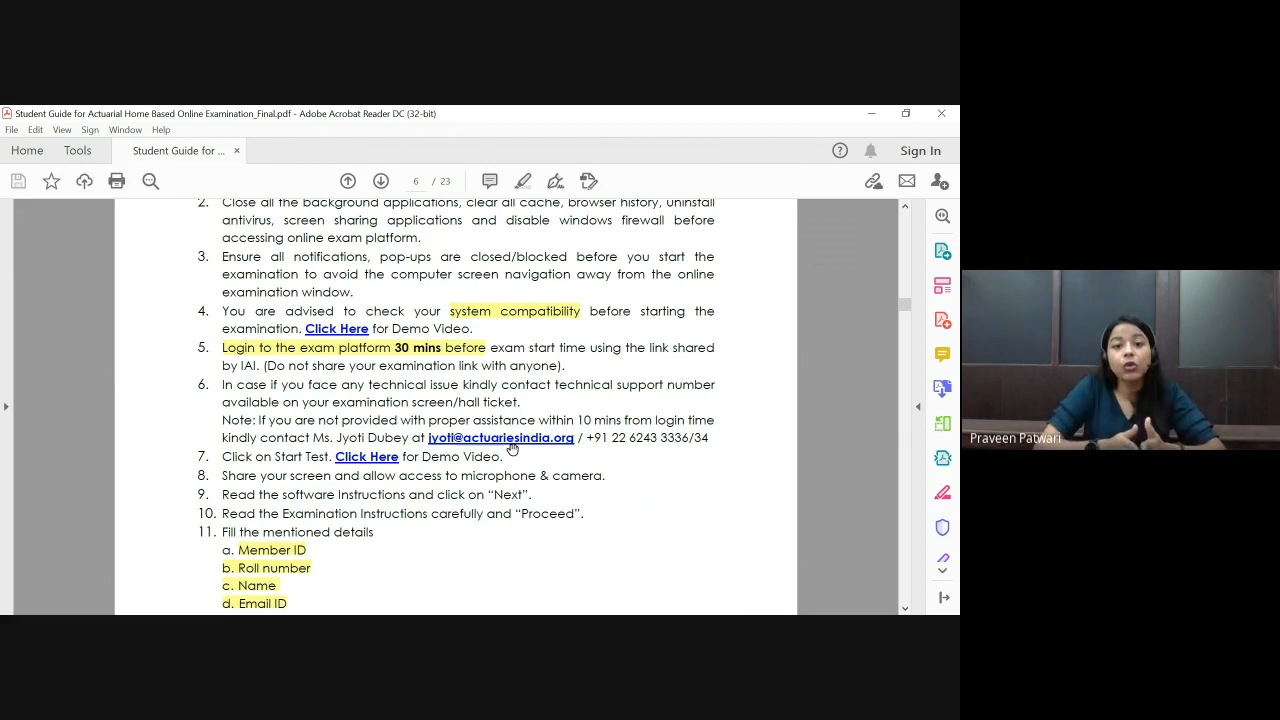 Student Guide for Actuarial Home Based Online Examination_Final.pdf - Adobe Acrobat Reader DC (32-bit)
File Edit View Sign Window Help
Home Tools Student Guide for ... × Sign In
6 / 23
2. Close all the background applications, clear all cache, browser history, uninstall
antivirus, screen sharing applications and disable windows firewall before
accessing online exam platform.
3. Ensure all notifications, pop-ups are closed/blocked before you start the
examination to avoid the computer screen navigation away from the online
examination window.
4. You are advised to check your system compatibility before starting the
examination. Click Here for Demo Video.
5. Login to the exam platform 30 mins before exam start time using the link shared
by IAI. (Do not share your examination link with anyone).
6. In case if you face any technical issue kindly contact technical support number
available on your examination screen/hall ticket.
Note: If you are not provided with proper assistance within 10 mins from login time
kindly contact Ms. Jyoti Dubey at jyoti@actuariesindia.org / +91 22 6243 3336/34
7. Click on Start Test. Click Here for Demo Video.
8. Share your screen and allow access to microphone & camera.
9. Read the software Instructions and click on “Next”.
10. Read the Examination Instructions carefully and “Proceed”.
11. Fill the mentioned details
a. Member ID
b. Roll number
c. Name
d. Email ID
Praveen Patwari